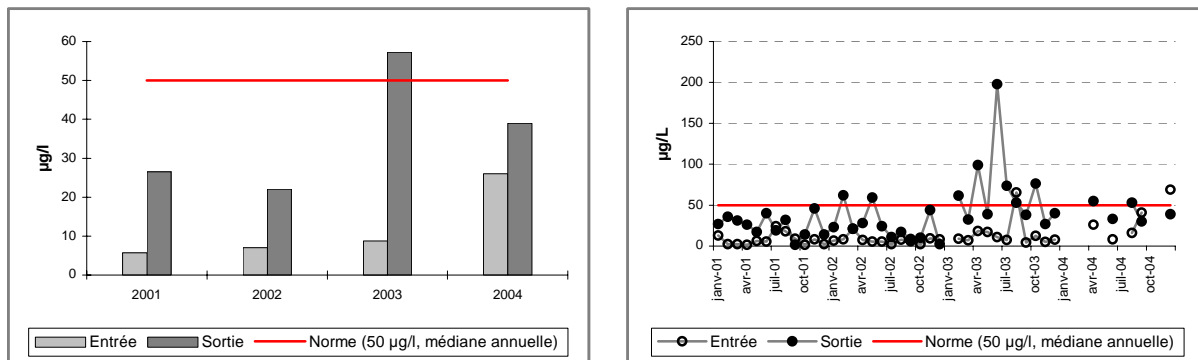 60
50
40
30
20
10
0
µg/l
2001 2002 2003 2004
Entrée Sortie Norme (50 µg/l, médiane annuelle)
250
200
150
100
50
0
µg/L
janv-01
avr-01
juil-01
oct-01
janv-02
avr-02
juil-02
oct-02
janv-03
avr-03
juil-03
oct-03
janv-04
avr-04
juil-04
oct-04
Entrée Sortie Norme (50 µg/l, médiane annuelle)